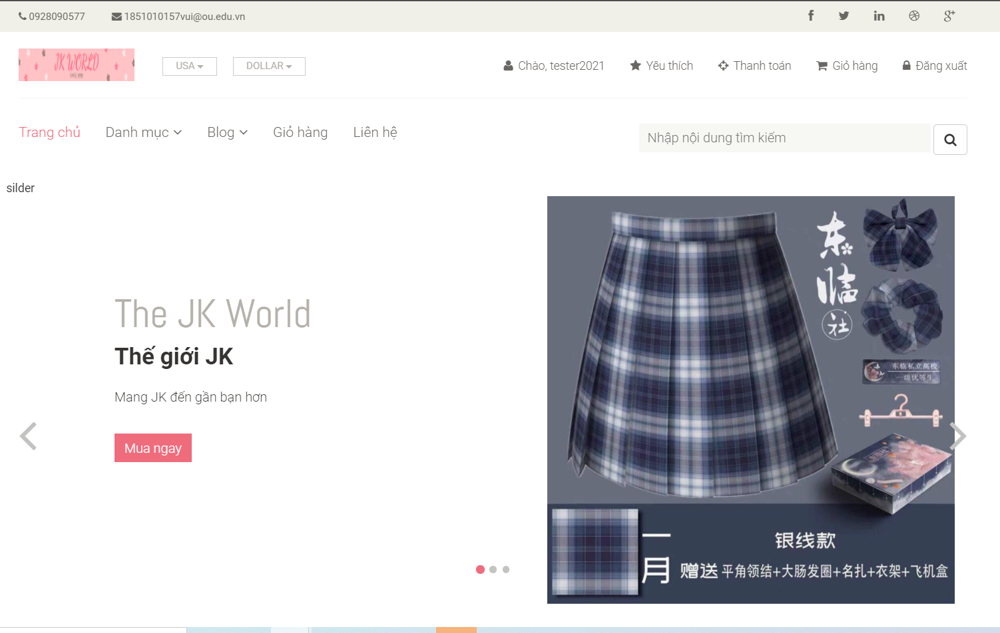 0928090577
1851010157vui@ou.edu.vn
JK WORLD
USA
DOLLAR
Chào, tester2021
Yêu thích
Thanh toán
Giỏ hàng
Đăng xuất
Trang chủ
Danh mục
Blog
Giỏ hàng
Liên hệ
Nhập nội dung tìm kiếm
silder
The JK World
Thế giới JK
Mang JK đến gần bạn hơn
Mua ngay
东临社
东临私立高校
一级优等生
一月
银线款
赠送 平角领结+大肠发圈+名扎+衣架+飞机盒